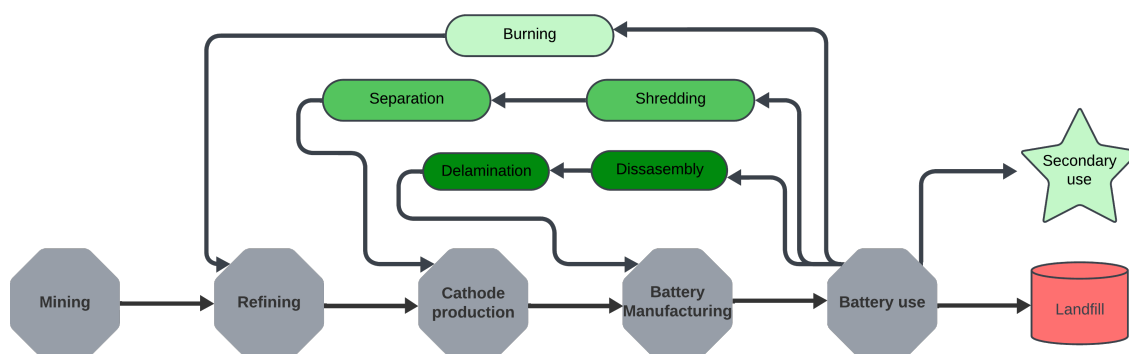 Burning
Separation
Shredding
Delamination
Dissasembly
Secondary
use
Mining
Refining
Cathode
production
Battery
Manufacturing
Battery use
Landfill